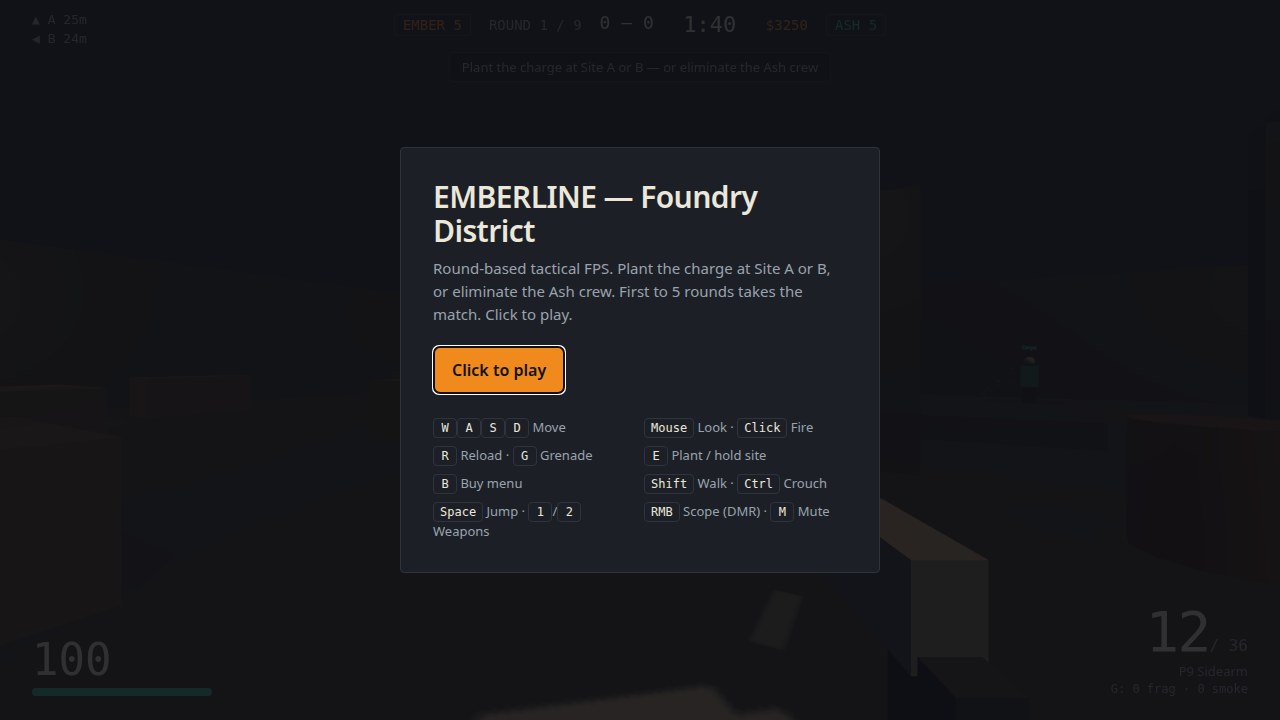 ▲ A 25m
◀ B 24m
EMBER 5 ROUND 1 / 9 0 — 0 1:40 $3250 ASH 5
Plant the charge at Site A or B — or eliminate the Ash crew
EMBERLINE — Foundry
District
Round-based tactical FPS. Plant the charge at Site A or B,
or eliminate the Ash crew. First to 5 rounds takes the
match. Click to play.
Click to play
W A S D Move
Mouse Look · Click Fire
R Reload · G Grenade
E Plant / hold site
B Buy menu
Shift Walk · Ctrl Crouch
Space Jump · 1 / 2
Weapons
RMB Scope (DMR) · M Mute
100
12 / 36
P9 Sidearm
G: 0 frag · 0 smoke